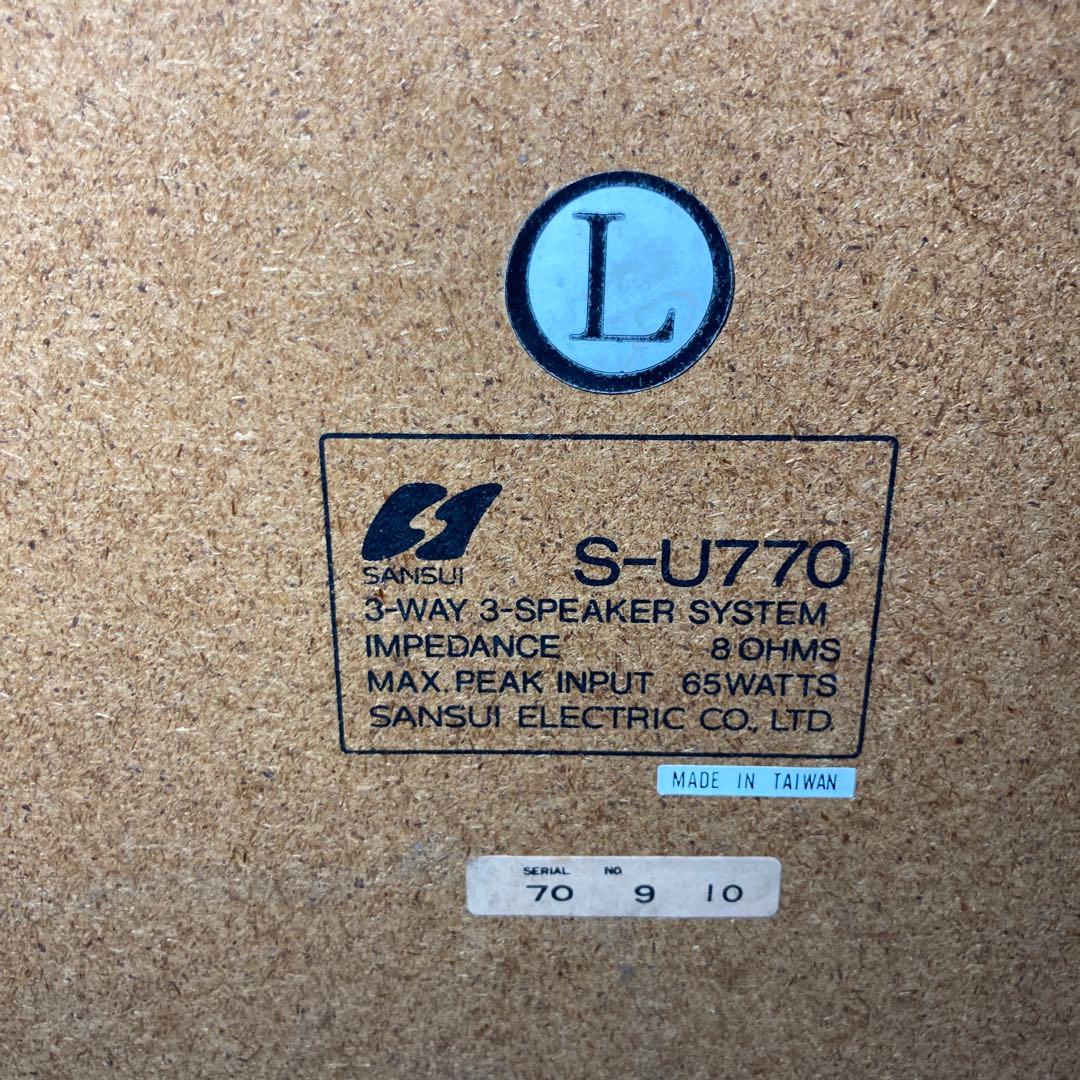 L
SANSUI
S-U770
3-WAY 3-SPEAKER SYSTEM
IMPEDANCE 8 OHMS
MAX. PEAK INPUT 65WATTS
SANSUI ELECTRIC CO., LTD.
MADE IN TAIWAN
SERIAL NO.
70 9 10